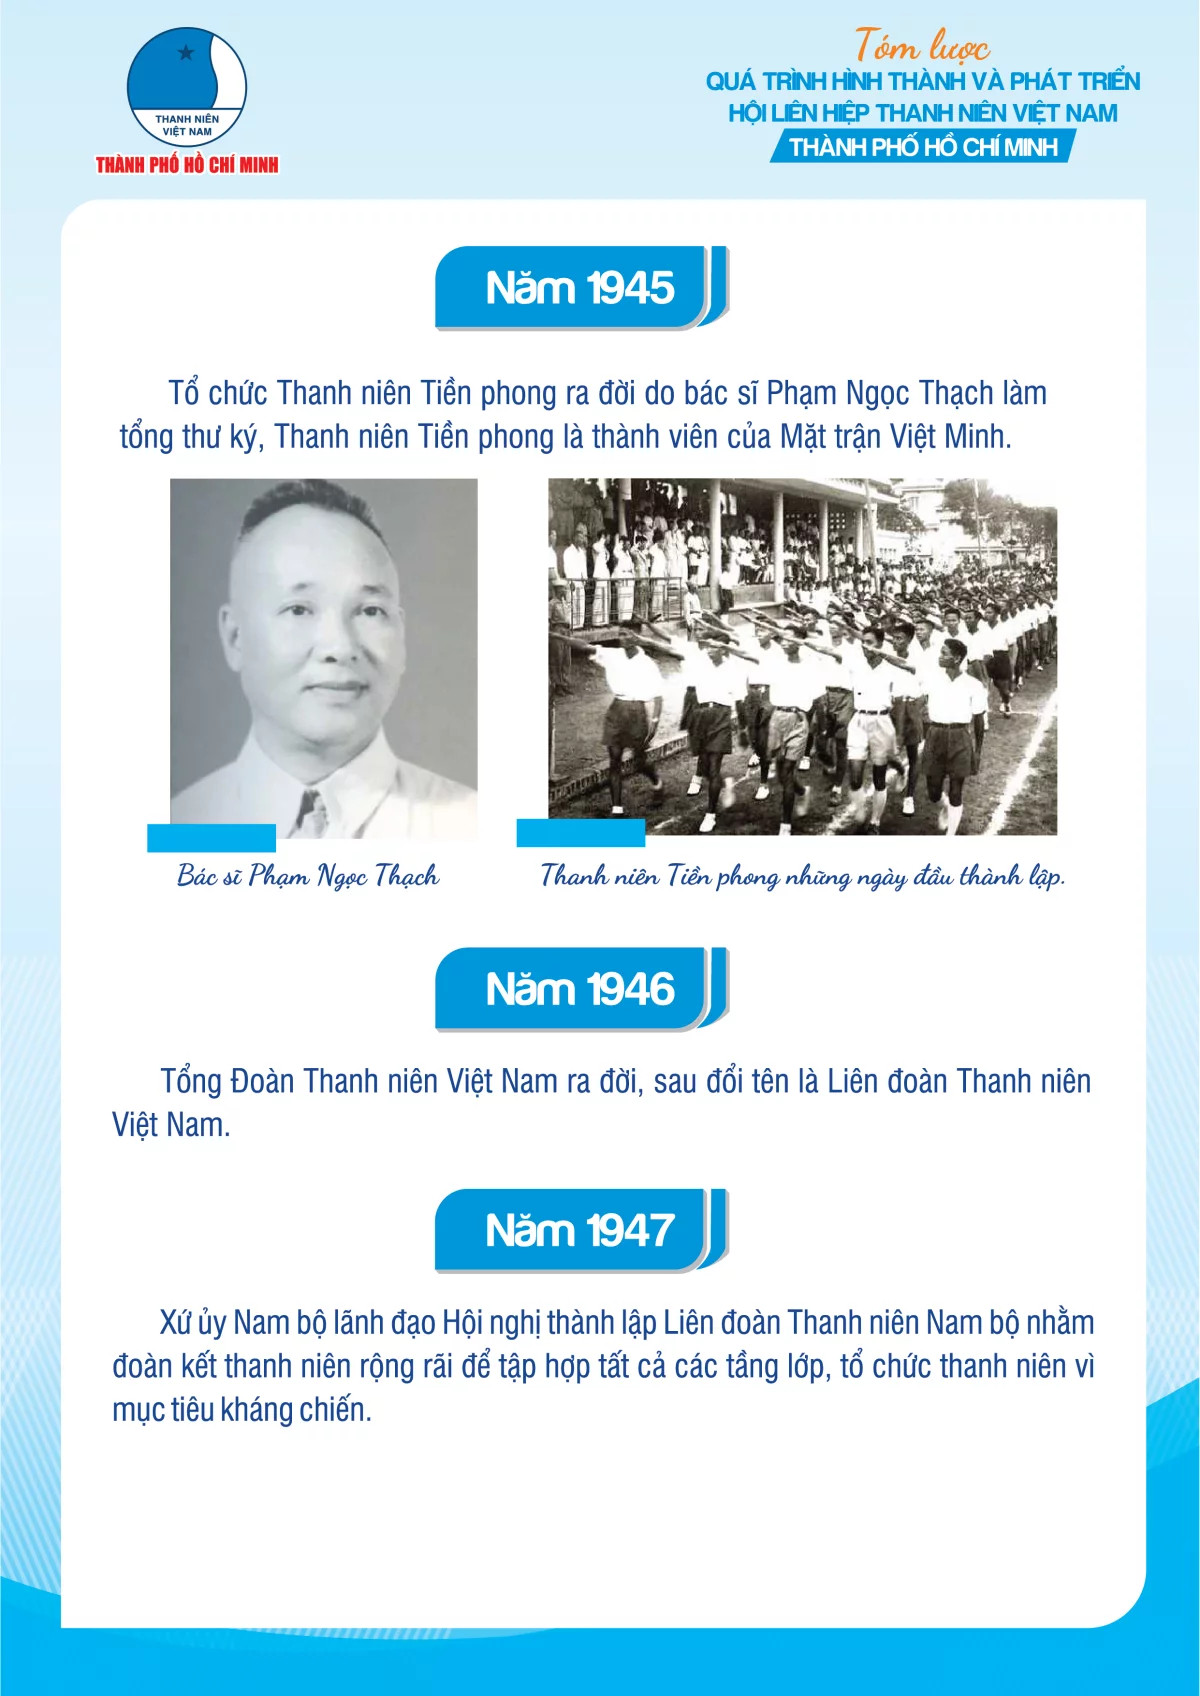 THANH NIÊN
VIỆT NAM
THÀNH PHỐ HỒ CHÍ MINH
Tóm lược
QUÁ TRÌNH HÌNH THÀNH VÀ PHÁT TRIỂN
HỘI LIÊN HIỆP THANH NIÊN VIỆT NAM
THÀNH PHỐ HỒ CHÍ MINH
Năm 1945
Tổ chức Thanh niên Tiền phong ra đời do bác sĩ Phạm Ngọc Thạch làm
tổng thư ký, Thanh niên Tiền phong là thành viên của Mặt trận Việt Minh.
Bác sĩ Phạm Ngọc Thạch
Thanh niên Tiền phong những ngày đầu thành lập.
Năm 1946
Tổng Đoàn Thanh niên Việt Nam ra đời, sau đổi tên là Liên đoàn Thanh niên
Việt Nam.
Năm 1947
Xứ ủy Nam bộ lãnh đạo Hội nghị thành lập Liên đoàn Thanh niên Nam bộ nhằm
đoàn kết thanh niên rộng rãi để tập hợp tất cả các tầng lớp, tổ chức thanh niên vì
mục tiêu kháng chiến.